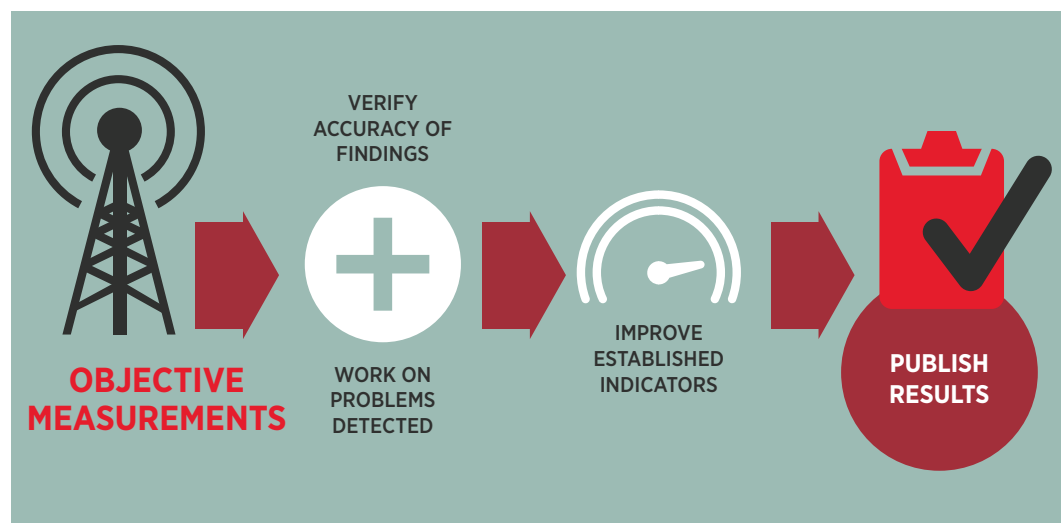 OBJECTIVE
MEASUREMENTS
VERIFY
ACCURACY OF
FINDINGS
WORK ON
PROBLEMS
DETECTED
IMPROVE
ESTABLISHED
INDICATORS
PUBLISH
RESULTS